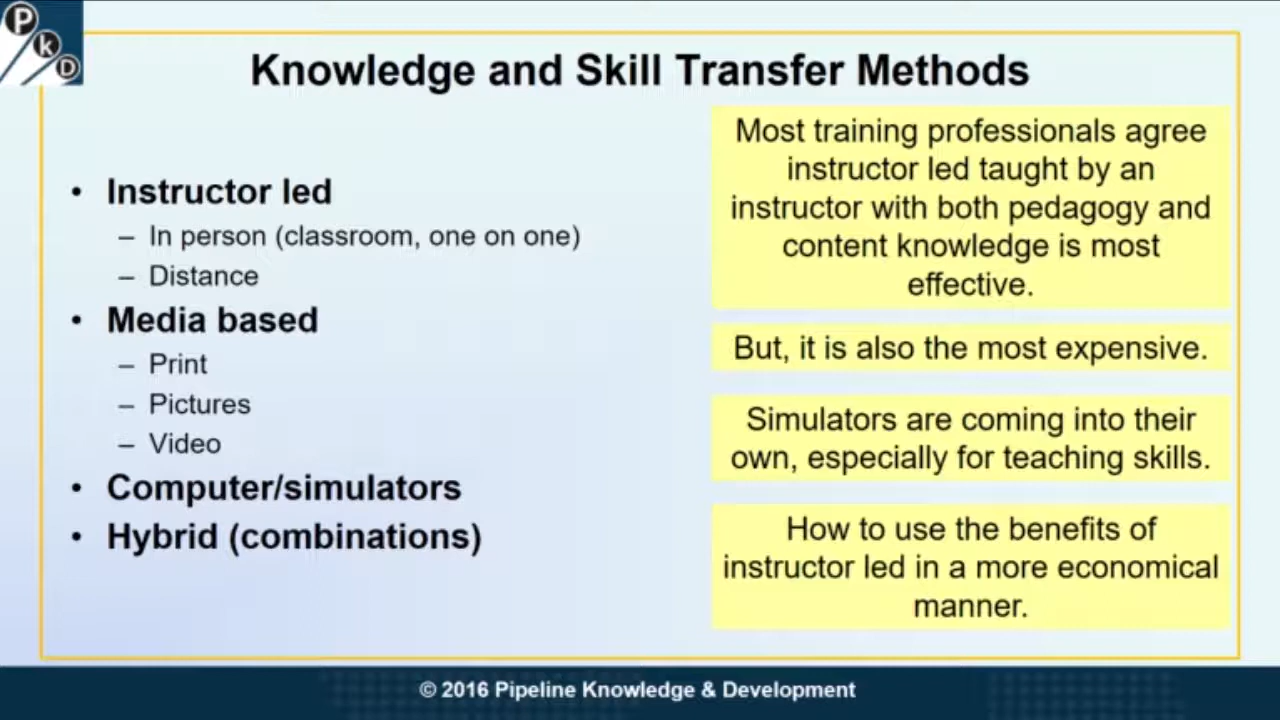 PkD
Knowledge and Skill Transfer Methods
• Instructor led
– In person (classroom, one on one)
– Distance
• Media based
– Print
– Pictures
– Video
• Computer/simulators
• Hybrid (combinations)
Most training professionals agree
instructor led taught by an
instructor with both pedagogy and
content knowledge is most
effective.
But, it is also the most expensive.
Simulators are coming into their
own, especially for teaching skills.
How to use the benefits of
instructor led in a more economical
manner.
© 2016 Pipeline Knowledge & Development